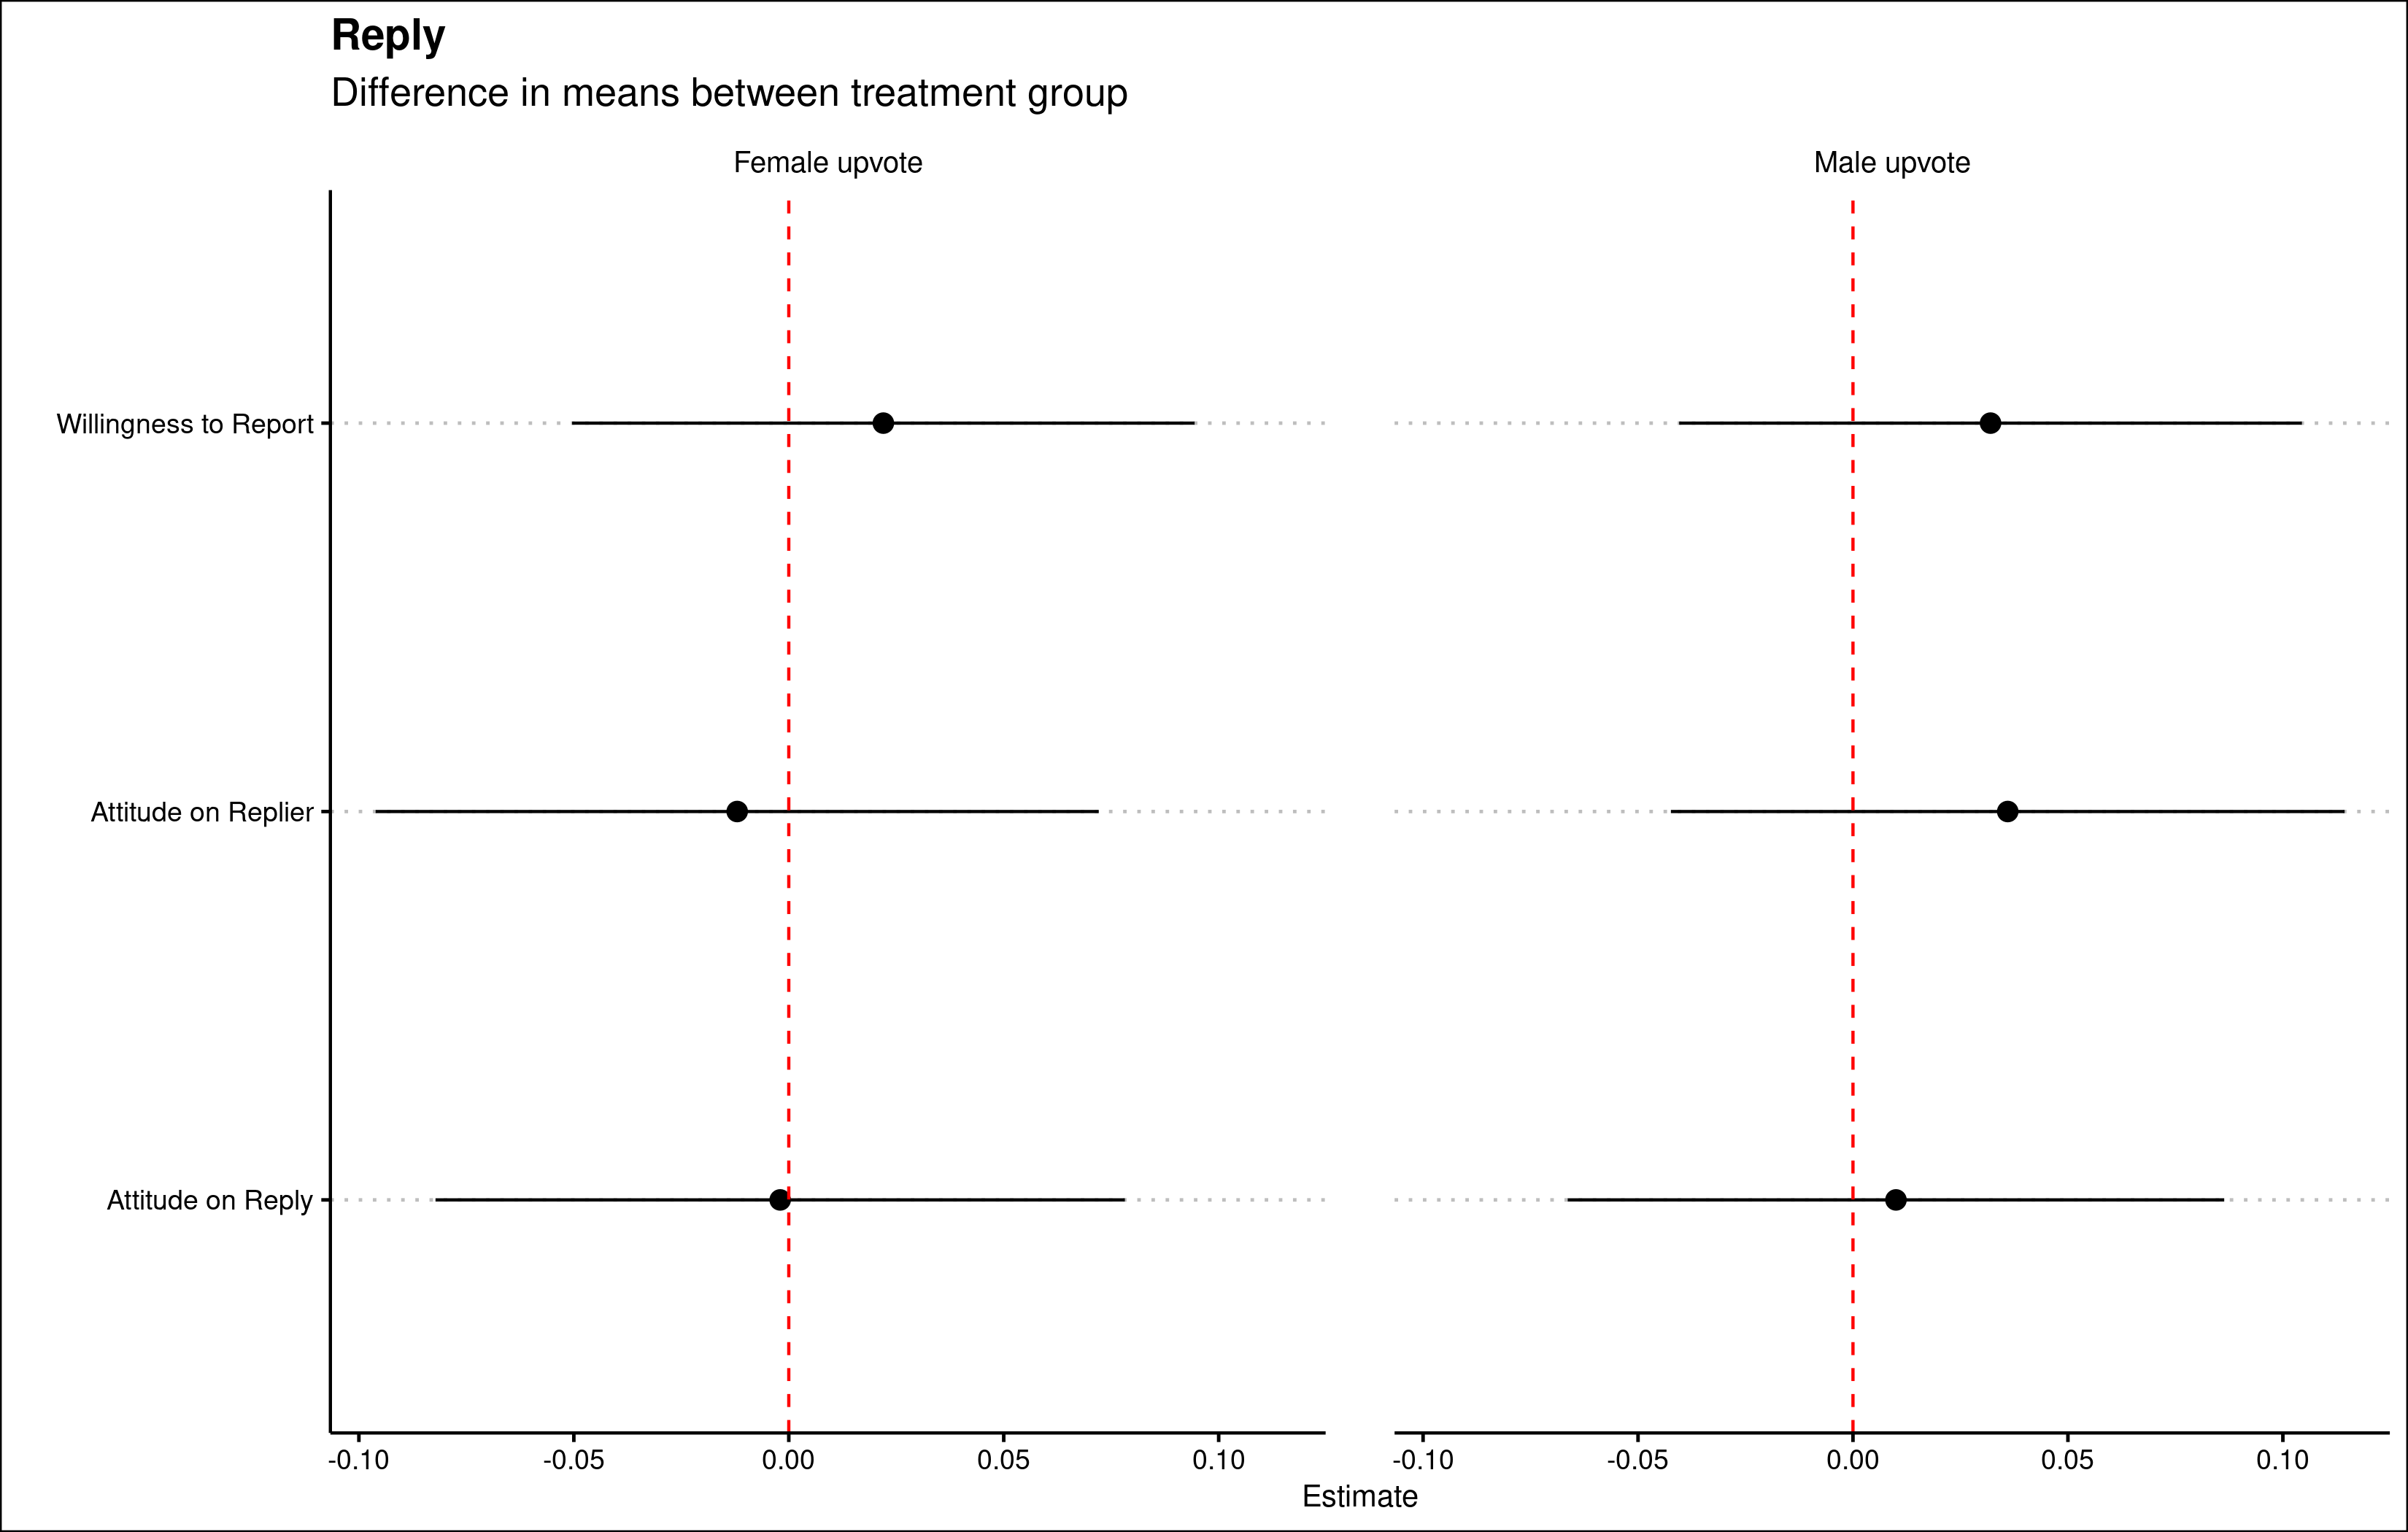 Reply
Difference in means between treatment group
Female upvote
Male upvote
Willingness to Report
Attitude on Replier
Attitude on Reply
-0.10 -0.05 0.00 0.05 0.10
-0.10 -0.05 0.00 0.05 0.10
Estimate